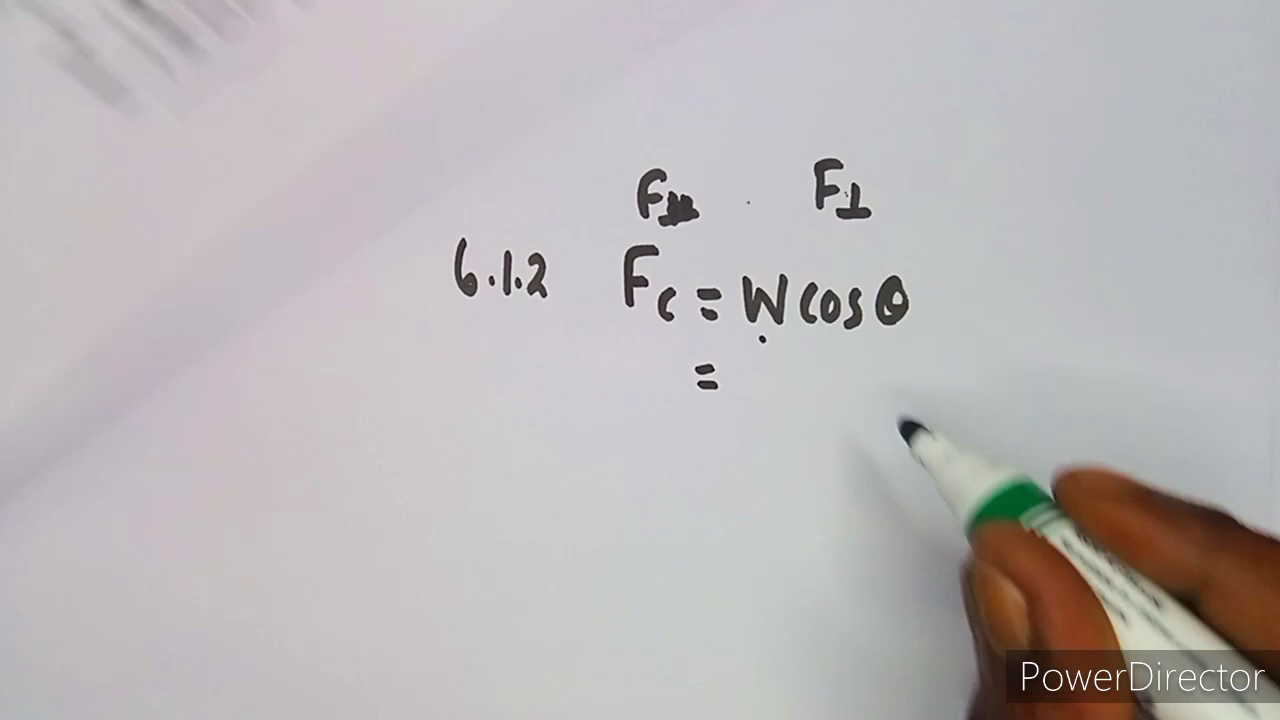 F⊥
6.1.2 Fc = W cos θ
=
PowerDirector